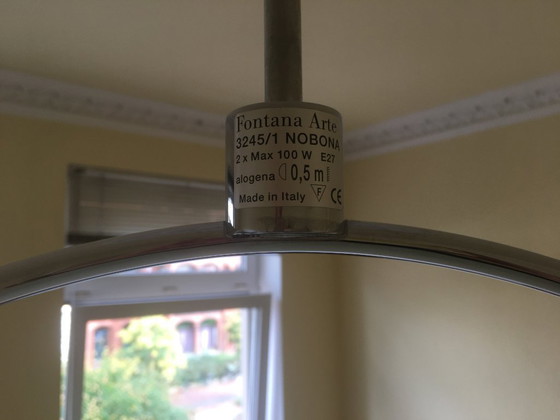 Fontana Arte
3245/1 NOBONA
2 x Max 100 W E27
alogena 0,5 m
Made in Italy F CE